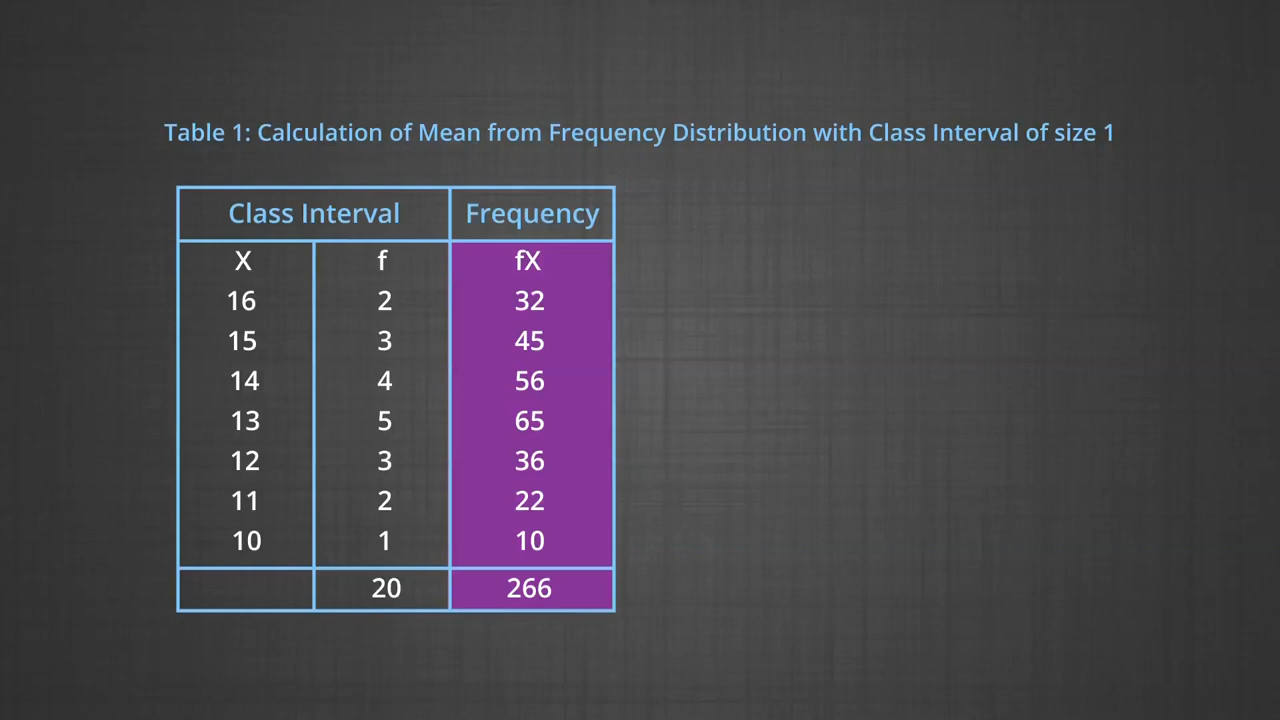 Table 1: Calculation of Mean from Frequency Distribution with Class Interval of size 1
Class Interval Frequency
X f fX
16 2 32
15 3 45
14 4 56
13 5 65
12 3 36
11 2 22
10 1 10
20 266